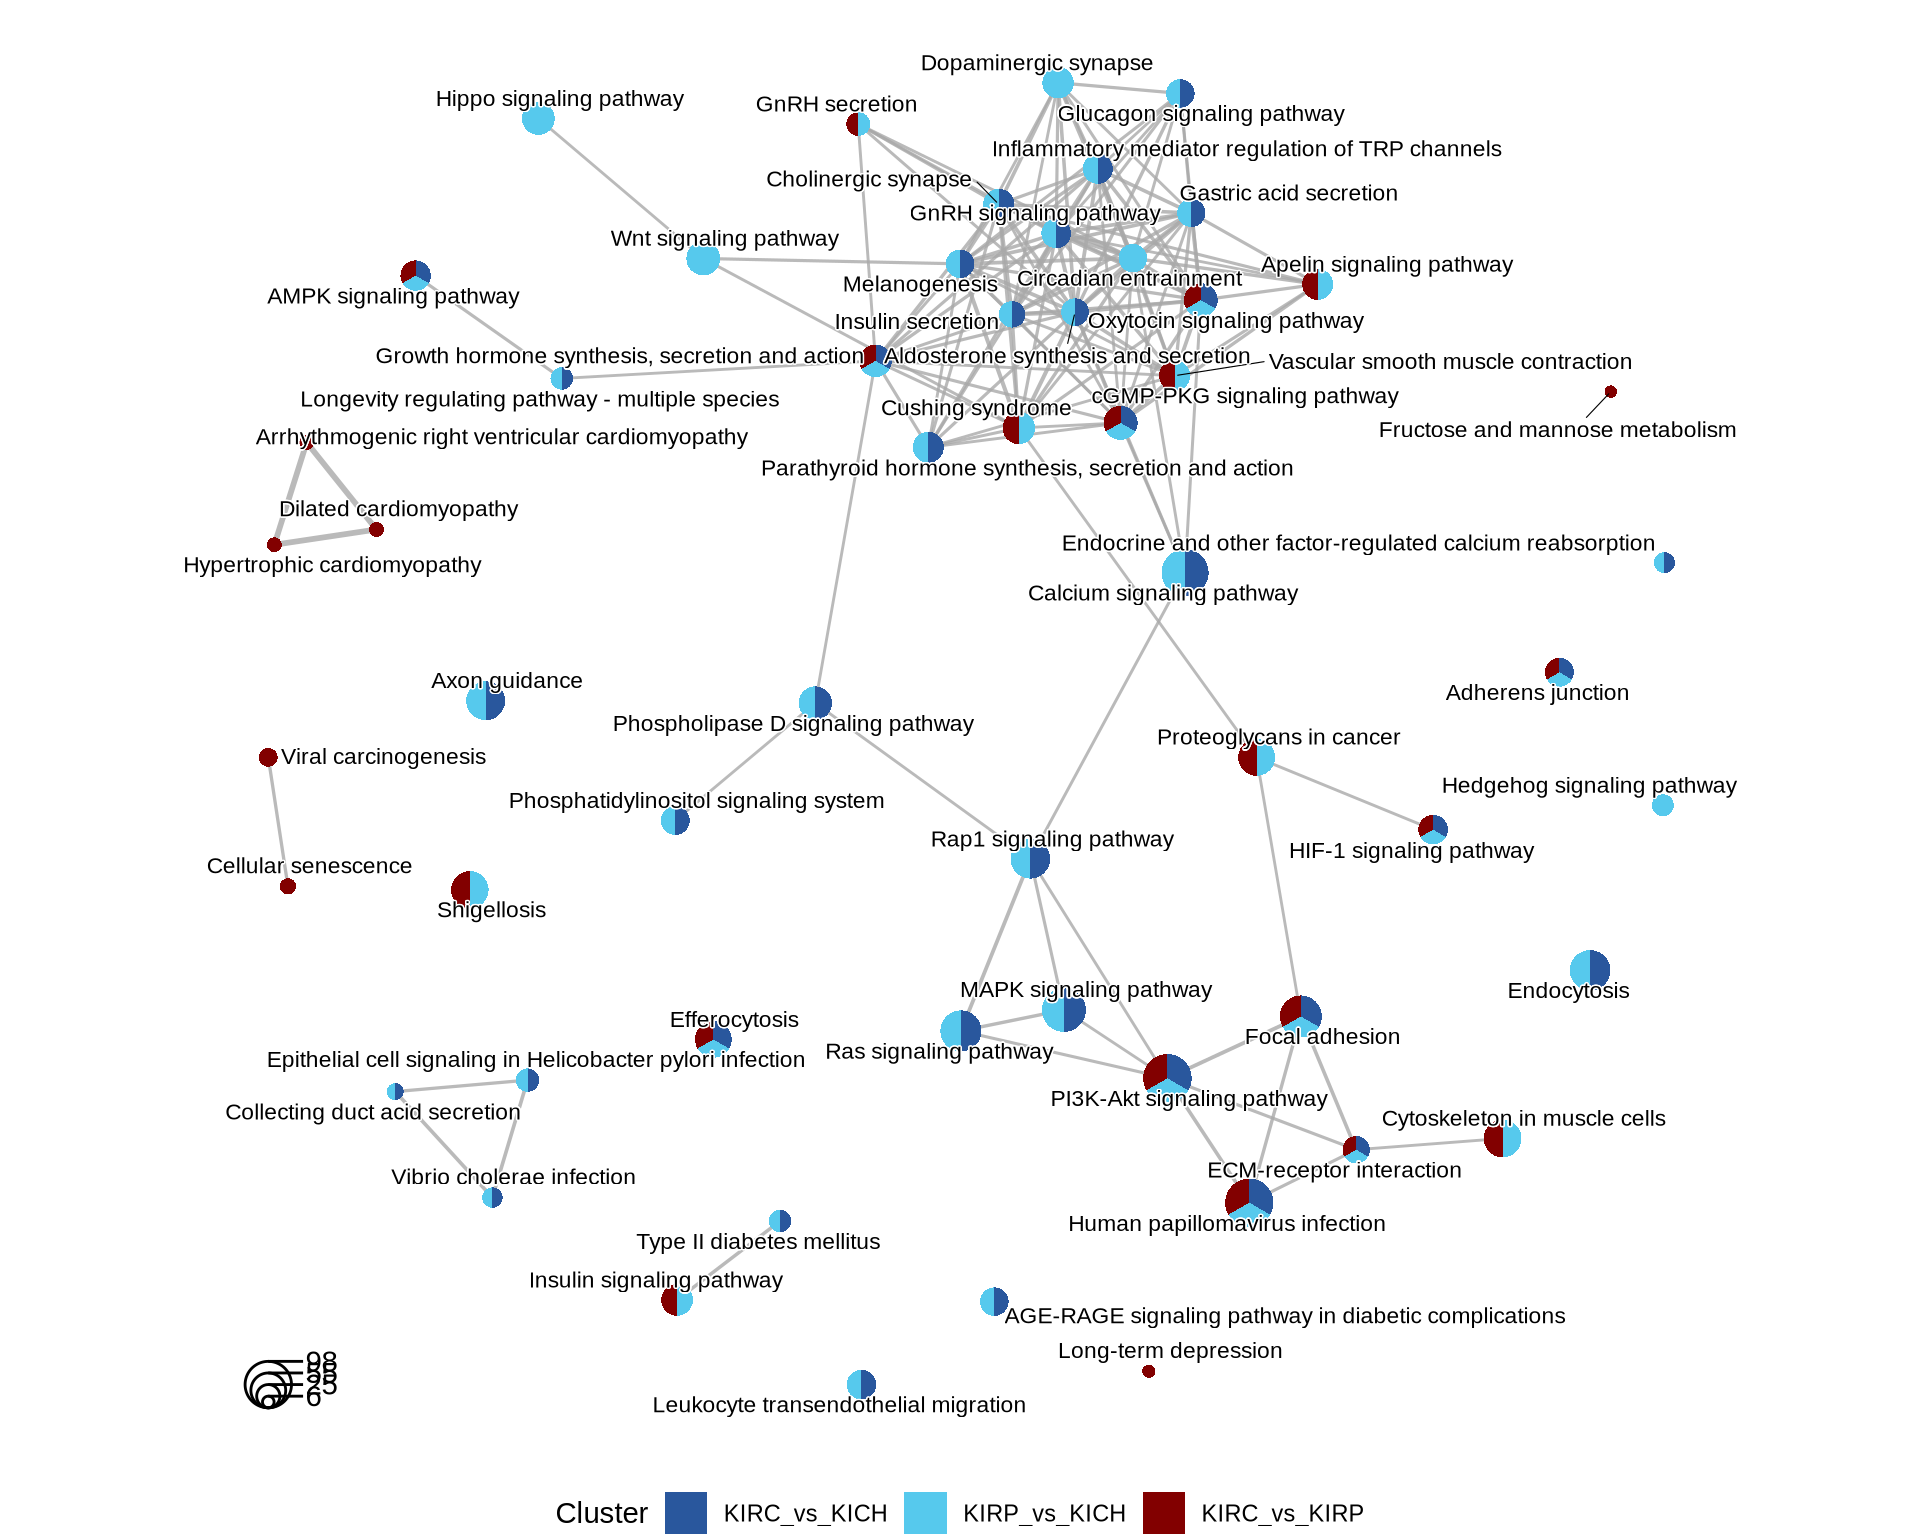 Dopaminergic synapse
Hippo signaling pathway
GnRH secretion
Glucagon signaling pathway
Inflammatory mediator regulation of TRP channels
Cholinergic synapse
Gastric acid secretion
GnRH signaling pathway
Wnt signaling pathway
Apelin signaling pathway
Circadian entrainment
Melanogenesis
AMPK signaling pathway
Insulin secretion
Oxytocin signaling pathway
Growth hormone synthesis, secretion and action
Aldosterone synthesis and secretion
Vascular smooth muscle contraction
cGMP-PKG signaling pathway
Longevity regulating pathway - multiple species
Cushing syndrome
Fructose and mannose metabolism
Arrhythmogenic right ventricular cardiomyopathy
Parathyroid hormone synthesis, secretion and action
Dilated cardiomyopathy
Endocrine and other factor-regulated calcium reabsorption
Hypertrophic cardiomyopathy
Calcium signaling pathway
Axon guidance
Adherens junction
Phospholipase D signaling pathway
Proteoglycans in cancer
Viral carcinogenesis
Hedgehog signaling pathway
Phosphatidylinositol signaling system
Rap1 signaling pathway
HIF-1 signaling pathway
Cellular senescence
Shigellosis
MAPK signaling pathway
Endocytosis
Efferocytosis
Focal adhesion
Ras signaling pathway
Epithelial cell signaling in Helicobacter pylori infection
PI3K-Akt signaling pathway
Collecting duct acid secretion
Cytoskeleton in muscle cells
ECM-receptor interaction
Vibrio cholerae infection
Human papillomavirus infection
Type II diabetes mellitus
Insulin signaling pathway
AGE-RAGE signaling pathway in diabetic complications
Long-term depression
98
25
6
Leukocyte transendothelial migration
Cluster KIRC_vs_KICH KIRP_vs_KICH KIRC_vs_KIRP